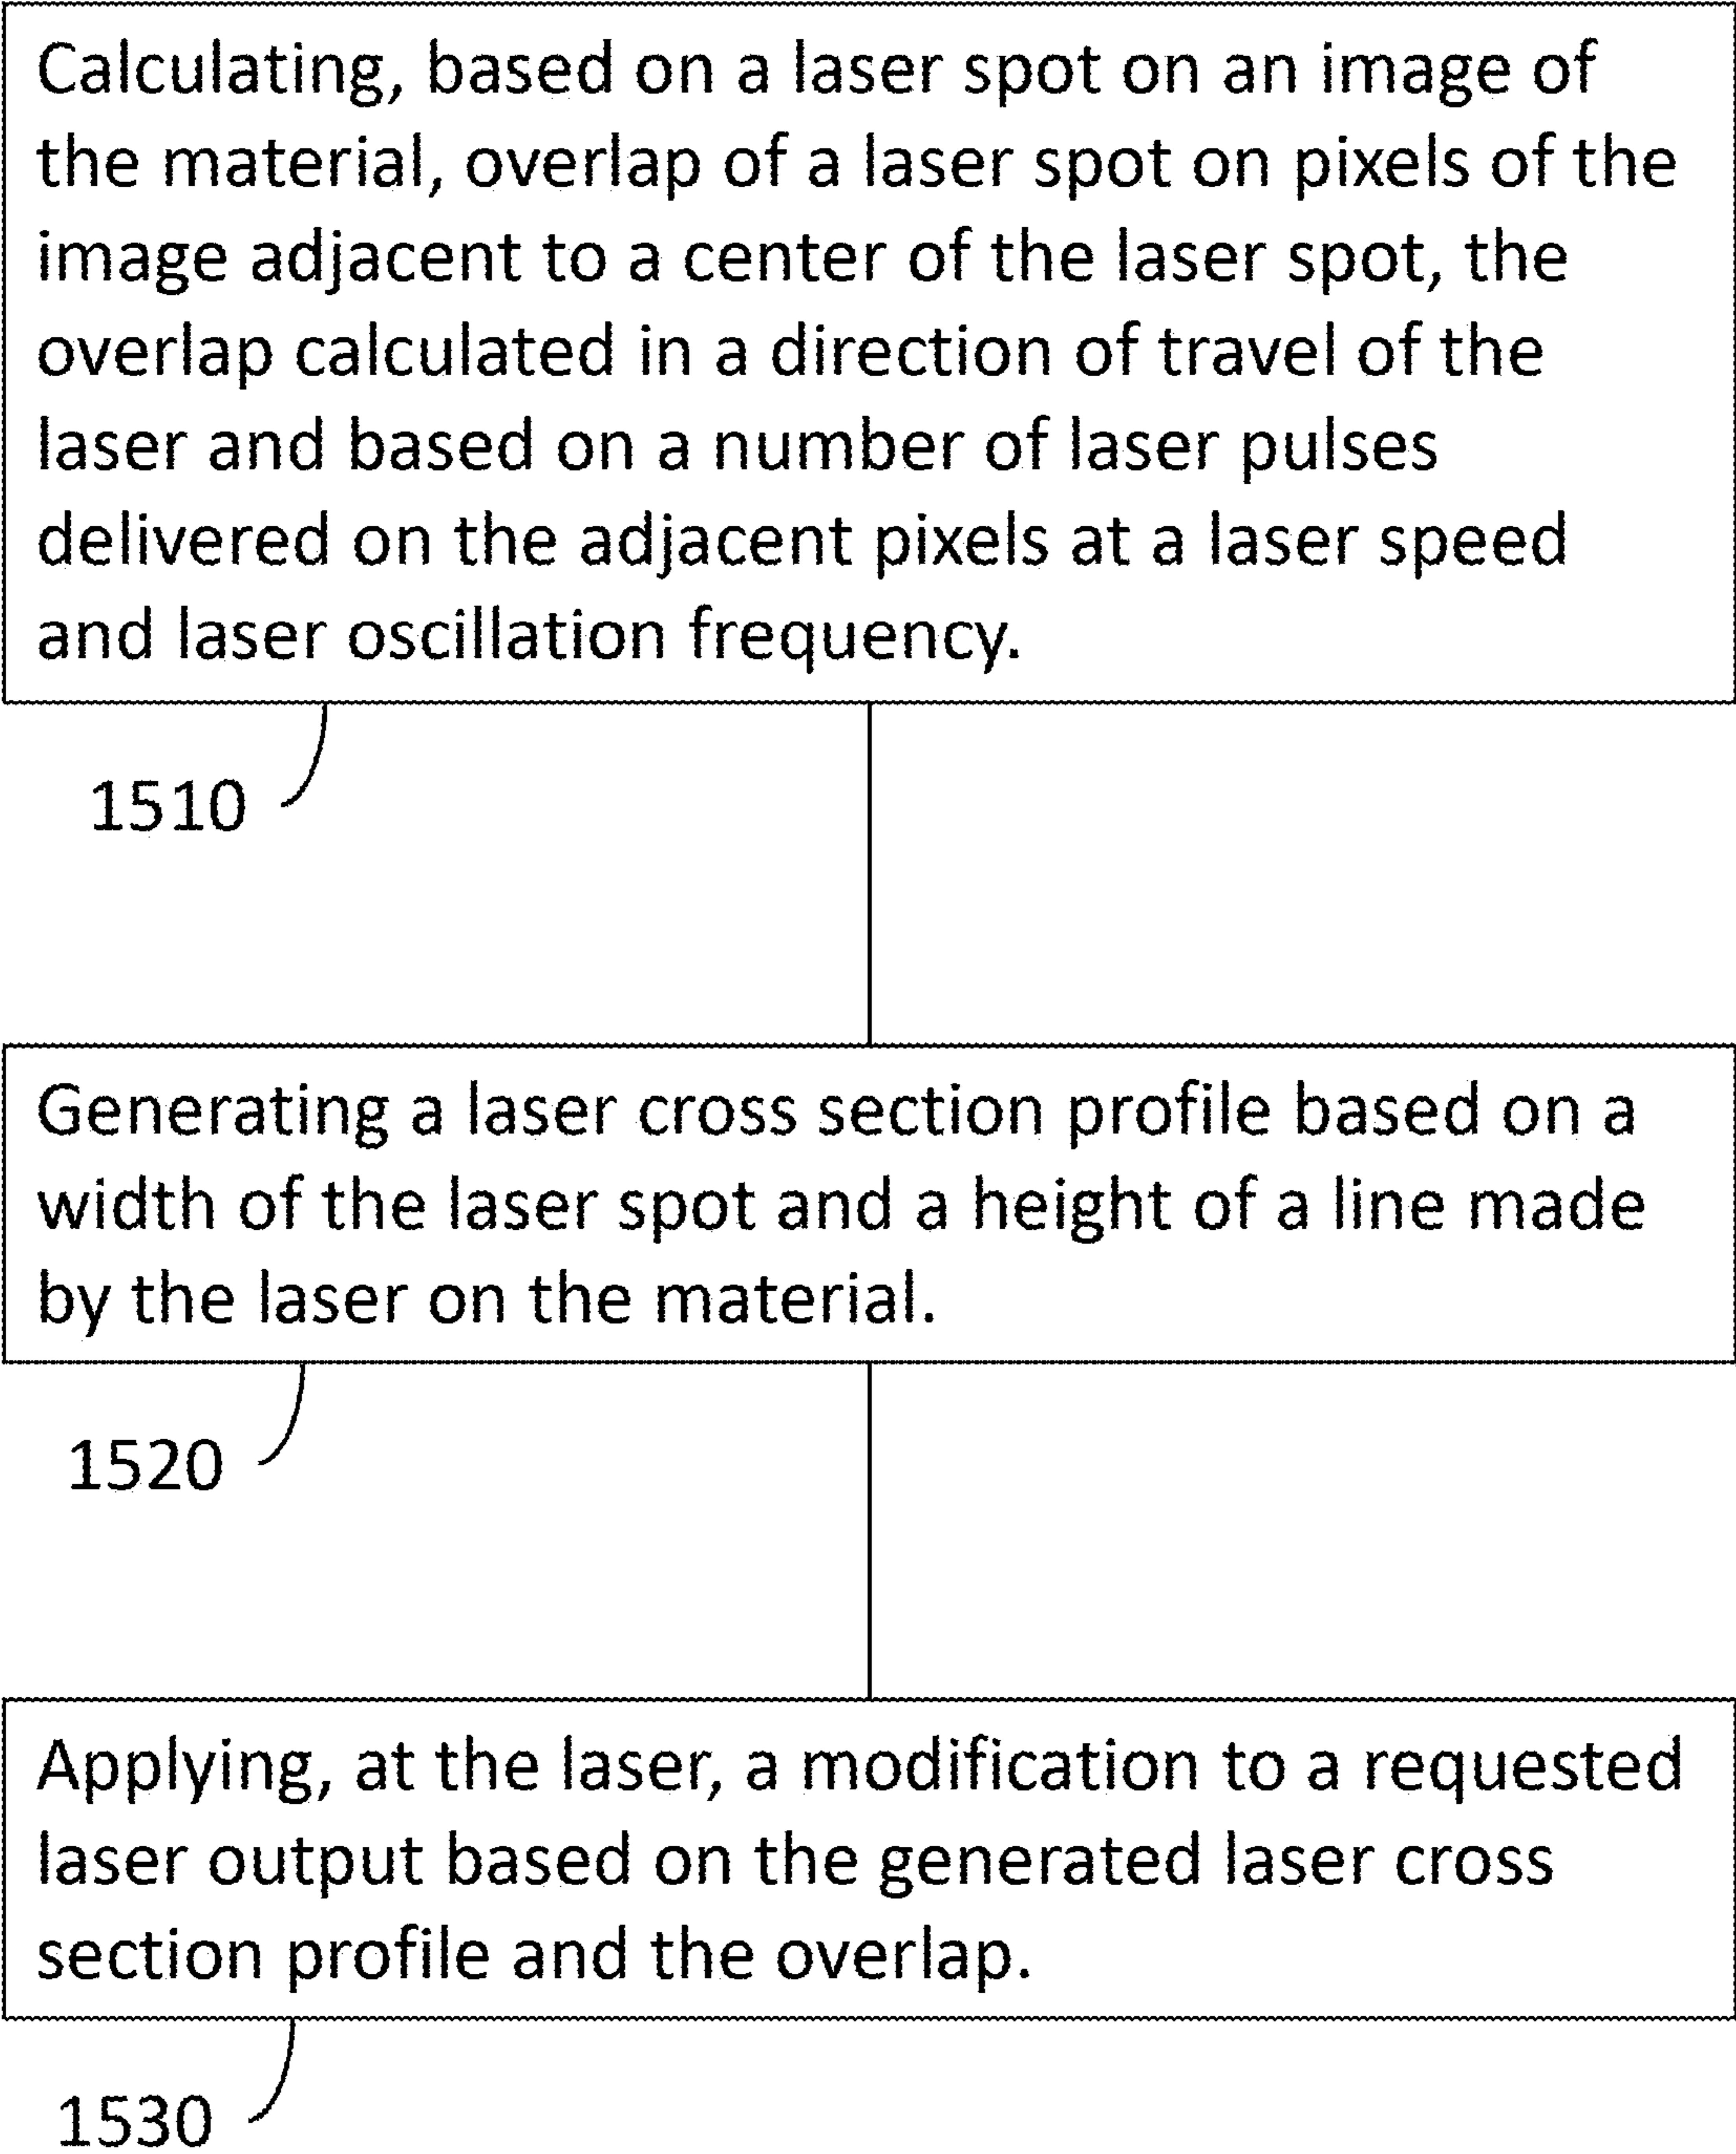 Calculating, based on a laser spot on an image of
the material, overlap of a laser spot on pixels of the
image adjacent to a center of the laser spot, the
overlap calculated in a direction of travel of the
laser and based on a number of laser pulses
delivered on the adjacent pixels at a laser speed
and laser oscillation frequency.
1510
Generating a laser cross section profile based on a
width of the laser spot and a height of a line made
by the laser on the material.
1520
Applying, at the laser, a modification to a requested
laser output based on the generated laser cross
section profile and the overlap.
1530